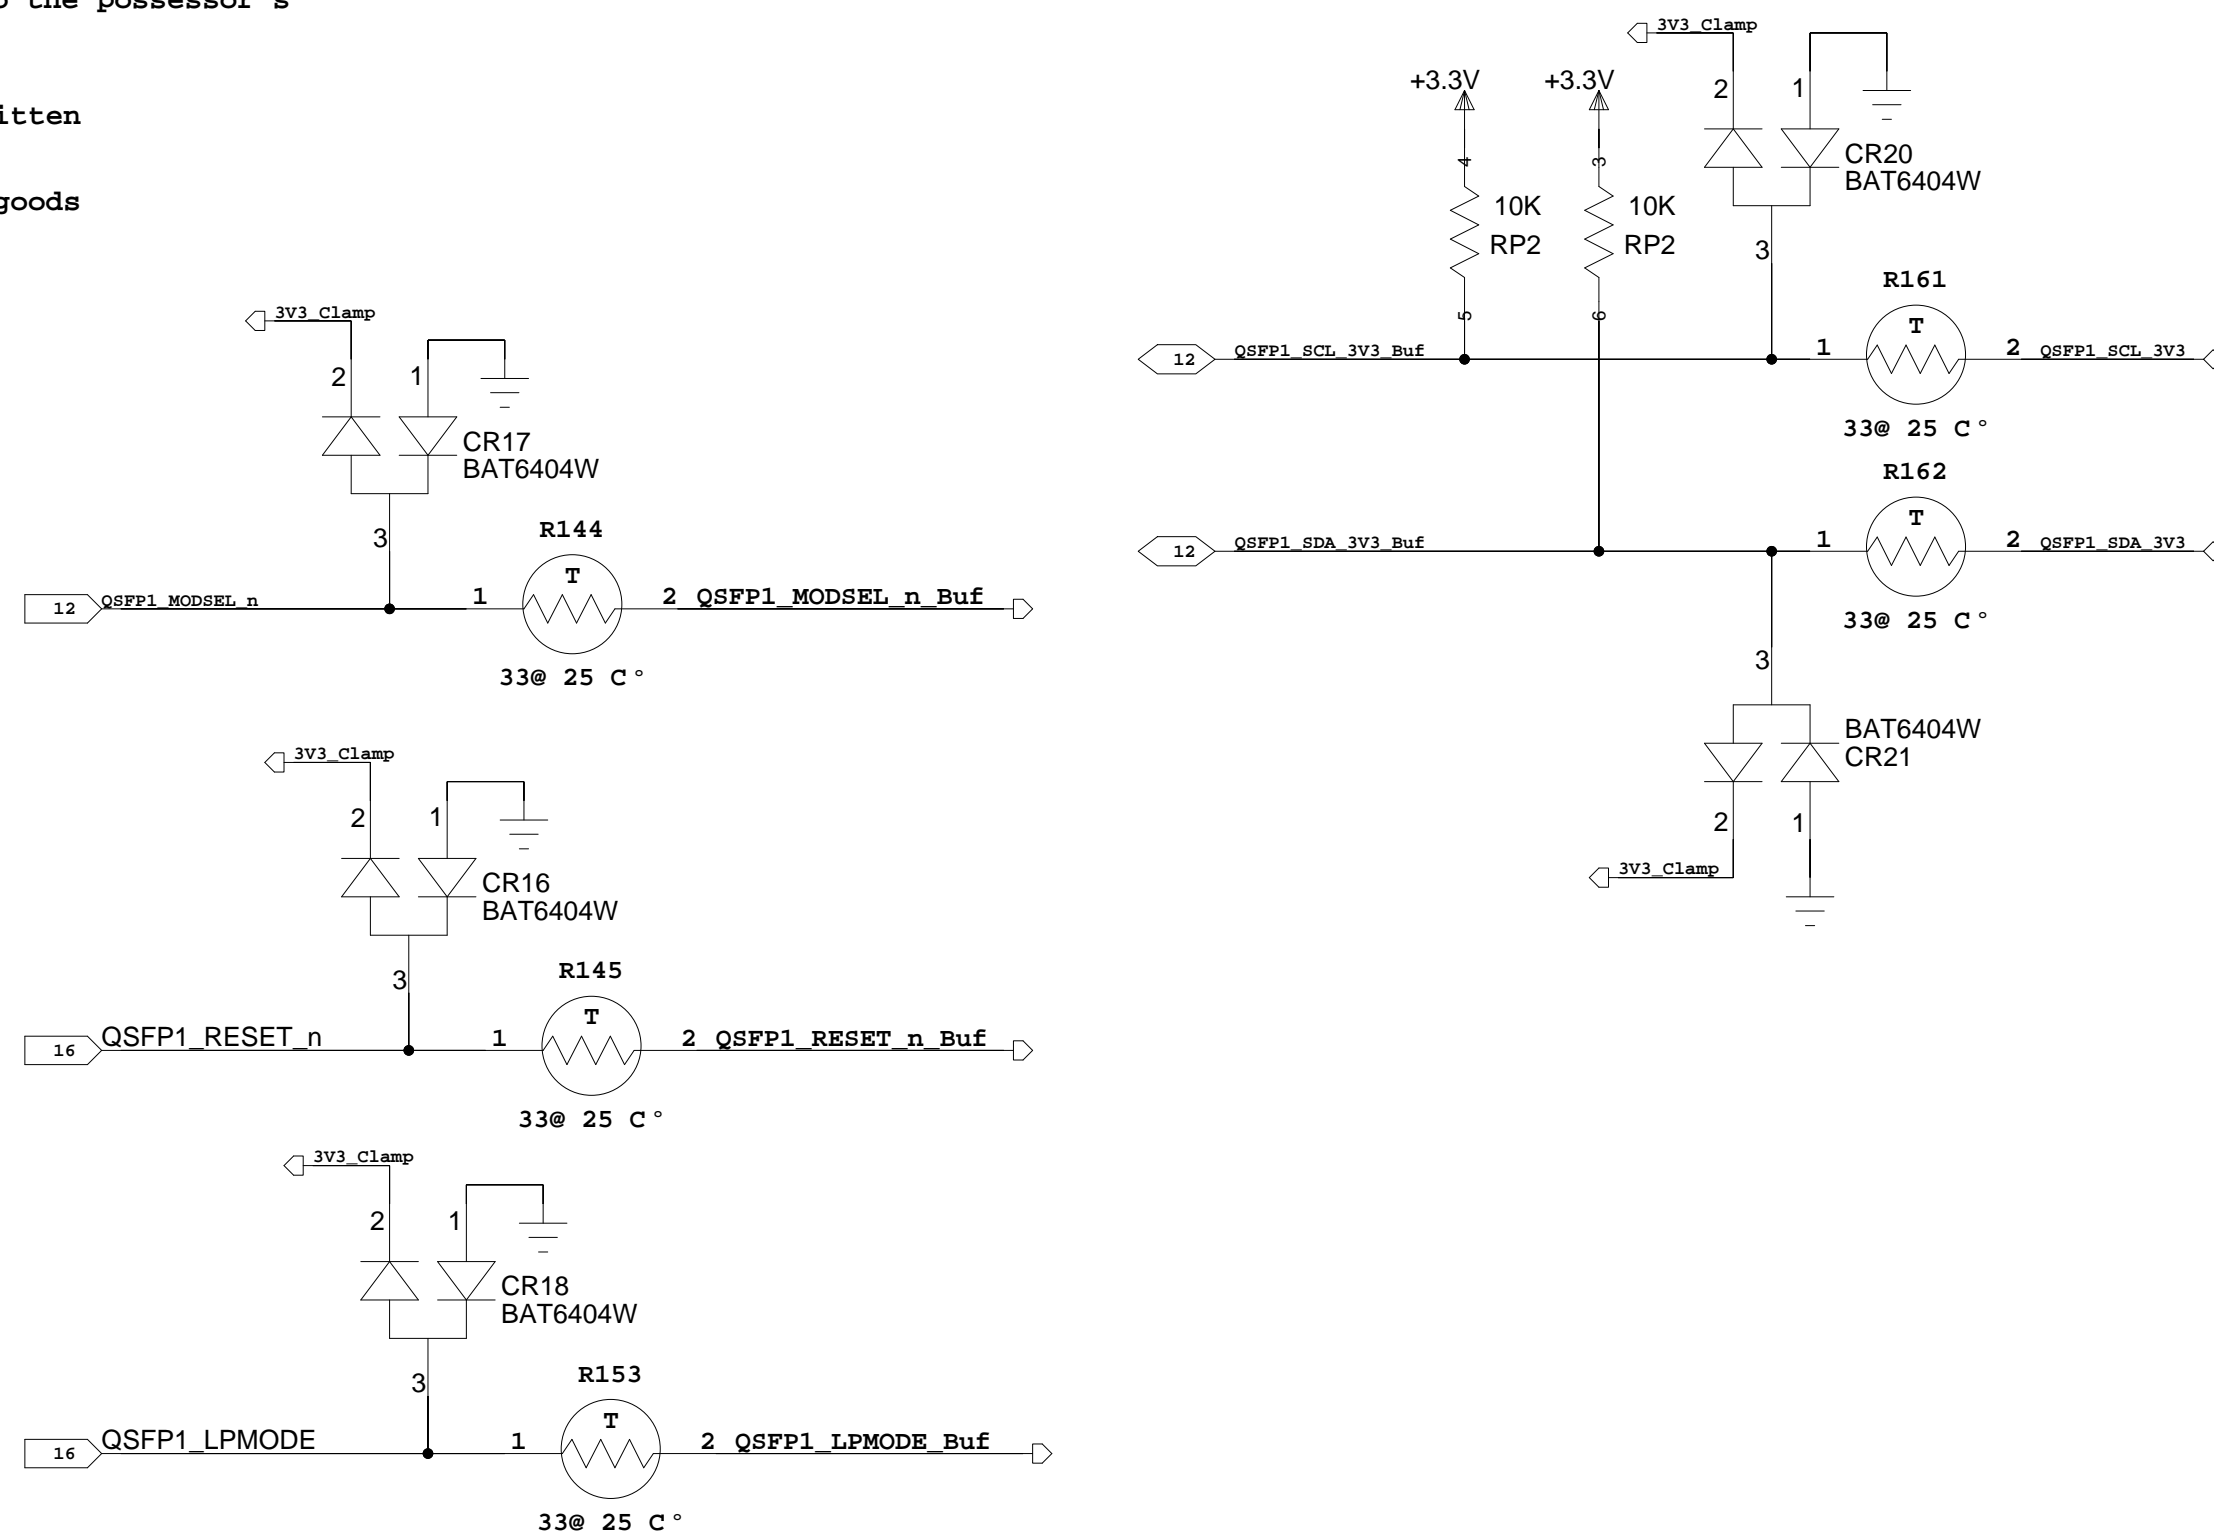 the possessor's
itten
goods
3V3_Clamp
2 1
CR17
BAT6404W
3
R144
T
12 QSFP1_MODSEL_n 1 2 QSFP1_MODSEL_n_Buf
33@ 25 C°
3V3_Clamp
2 1
CR16
BAT6404W
3
R145
T
16 QSFP1_RESET_n 1 2 QSFP1_RESET_n_Buf
33@ 25 C°
3V3_Clamp
2 1
CR18
BAT6404W
3
R153
T
16 QSFP1_LPMODE 1 2 QSFP1_LPMODE_Buf
33@ 25 C°
3V3_Clamp
+3.3V +3.3V
2 1
4 3
CR20
BAT6404W
10K 10K
RP2 RP2
3
R161
5 6
T
12 QSFP1_SCL_3V3_Buf 1 2 QSFP1_SCL_3V3
33@ 25 C°
R162
T
12 QSFP1_SDA_3V3_Buf 1 2 QSFP1_SDA_3V3
33@ 25 C°
3
BAT6404W
CR21
2 1
3V3_Clamp